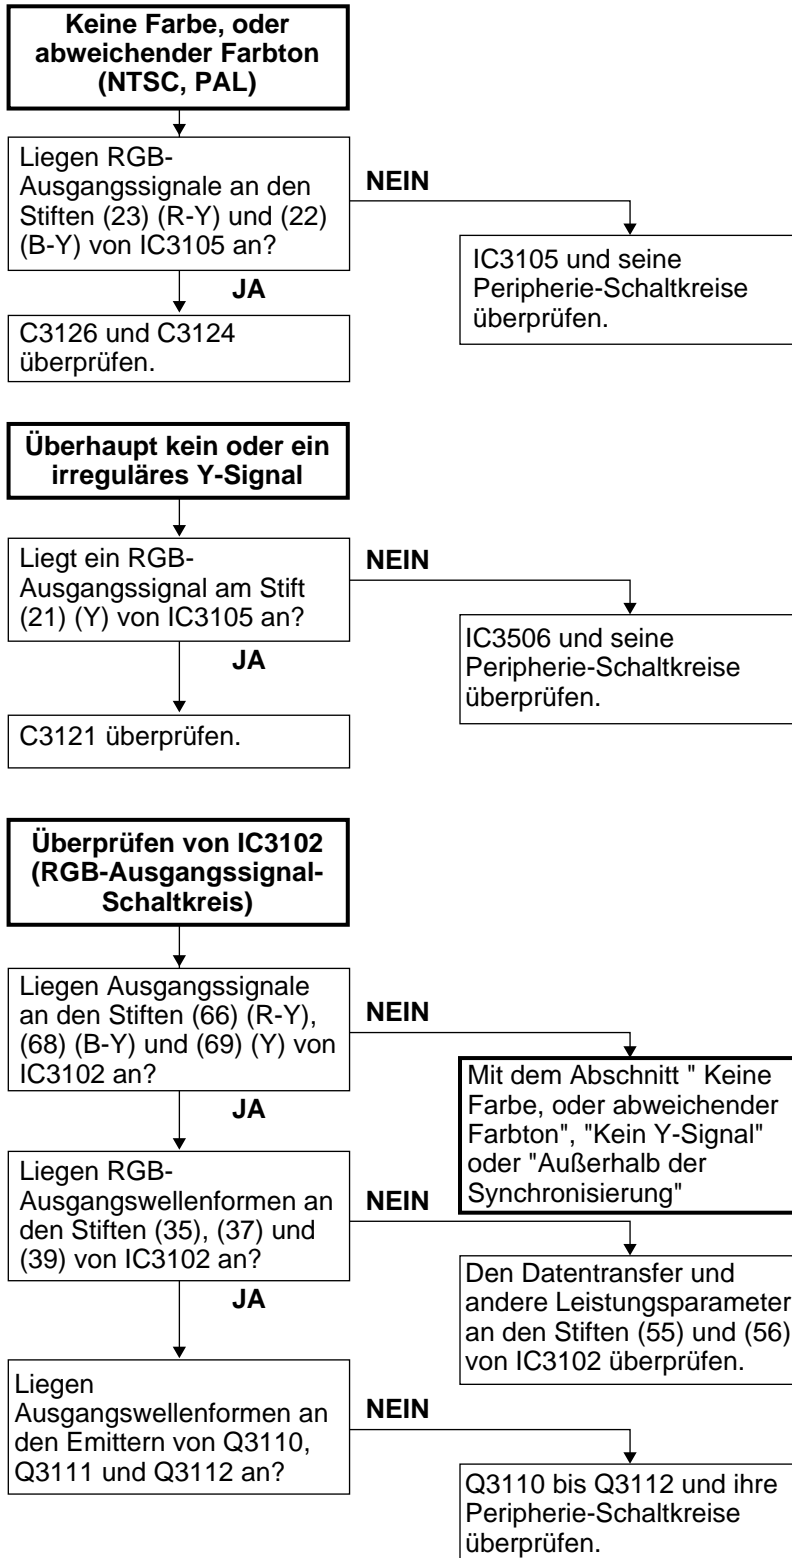 Keine Farbe, oder
abweichender Farbton
(NTSC, PAL)
Liegen RGB-
Ausgangssignale an den
Stiften (23) (R-Y) und (22)
(B-Y) von IC3105 an?
NEIN
IC3105 und seine
Peripherie-Schaltkreise
überprüfen.
JA
C3126 und C3124
überprüfen.
Überhaupt kein oder ein
irreguläres Y-Signal
Liegt ein RGB-
Ausgangssignal am Stift
(21) (Y) von IC3105 an?
NEIN
IC3506 und seine
Peripherie-Schaltkreise
überprüfen.
JA
C3121 überprüfen.
Überprüfen von IC3102
(RGB-Ausgangssignal-
Schaltkreis)
Liegen Ausgangssignale
an den Stiften (66) (R-Y),
(68) (B-Y) und (69) (Y) von
IC3102 an?
NEIN
Mit dem Abschnitt " Keine
Farbe, oder abweichender
Farbton", "Kein Y-Signal"
oder "Außerhalb der
Synchronisierung"
JA
Liegen RGB-
Ausgangswellenformen an
den Stiften (35), (37) und
(39) von IC3102 an?
NEIN
Den Datentransfer und
andere Leistungsparameter
an den Stiften (55) und (56)
von IC3102 überprüfen.
JA
Liegen
Ausgangswellenformen an
den Emittern von Q3110,
Q3111 und Q3112 an?
NEIN
Q3110 bis Q3112 und ihre
Peripherie-Schaltkreise
überprüfen.